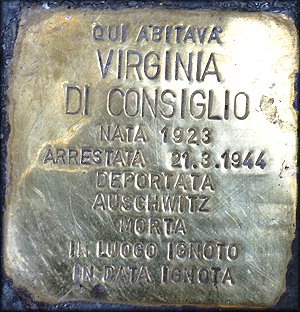 QUI ABITAVA
VIRGINIA
DI CONSIGLIO
NATA 1923
ARRESTATA 21.3.1944
DEPORTATA
AUSCHWITZ
MORTA
IN LUOGO IGNOTO
IN DATA IGNOTA